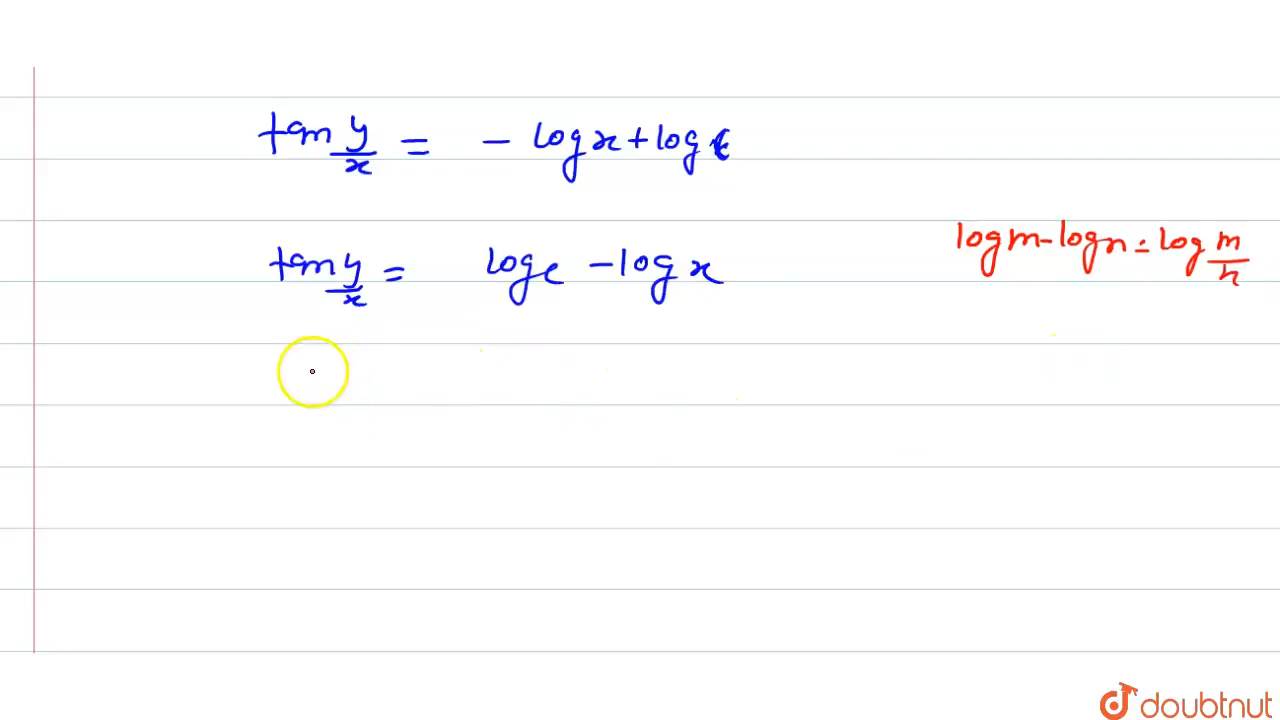 tan y/x = - log x + log c
tan y/x = log c - log x
log m - log n = log m/n
doubtnut